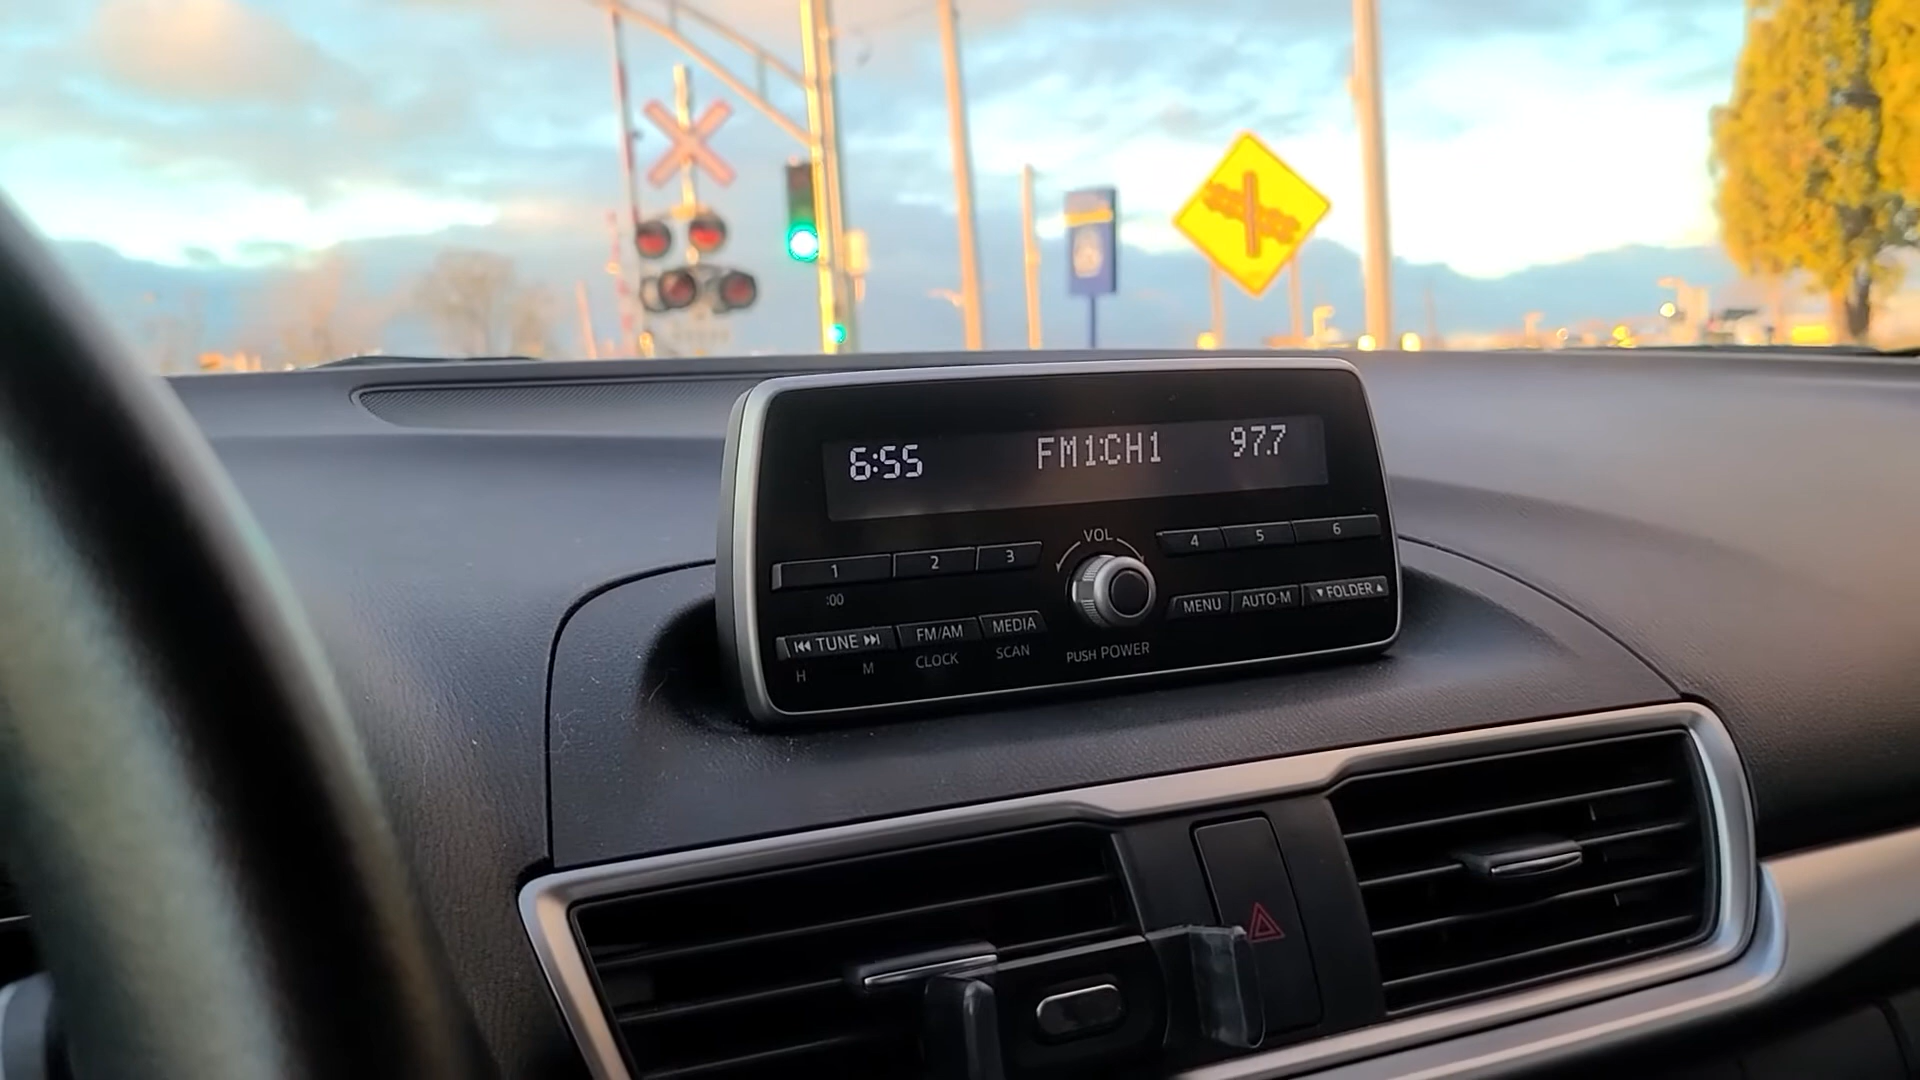 6:55 FM1:CH1 97.7
VOL
1 2 3 4 5 6
:00
TUNE FM/AM MEDIA MENU AUTO-M FOLDER
H M CLOCK SCAN PUSH POWER